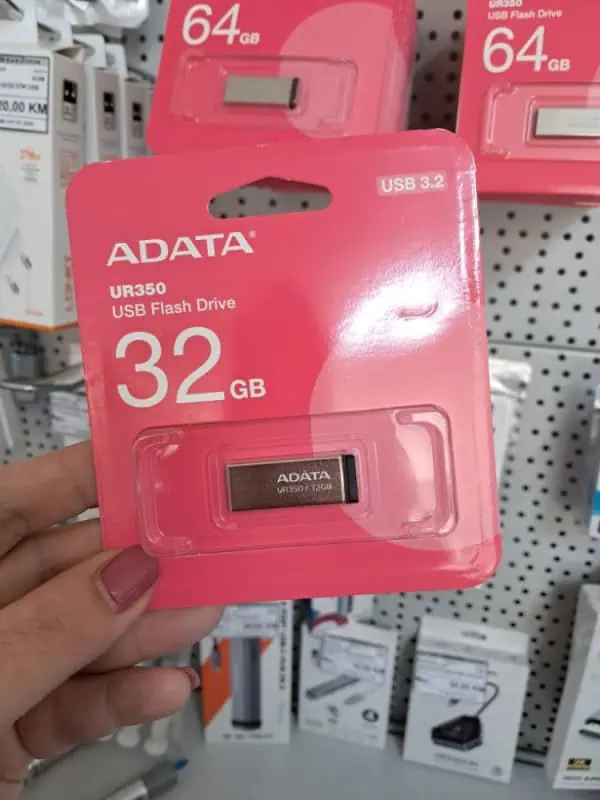 64GB
UR350
USB Flash Drive
64GB
20,00 KM
USB 3.2
ADATA®
UR350
USB Flash Drive
32GB
ADATA
UR350 / 32GB